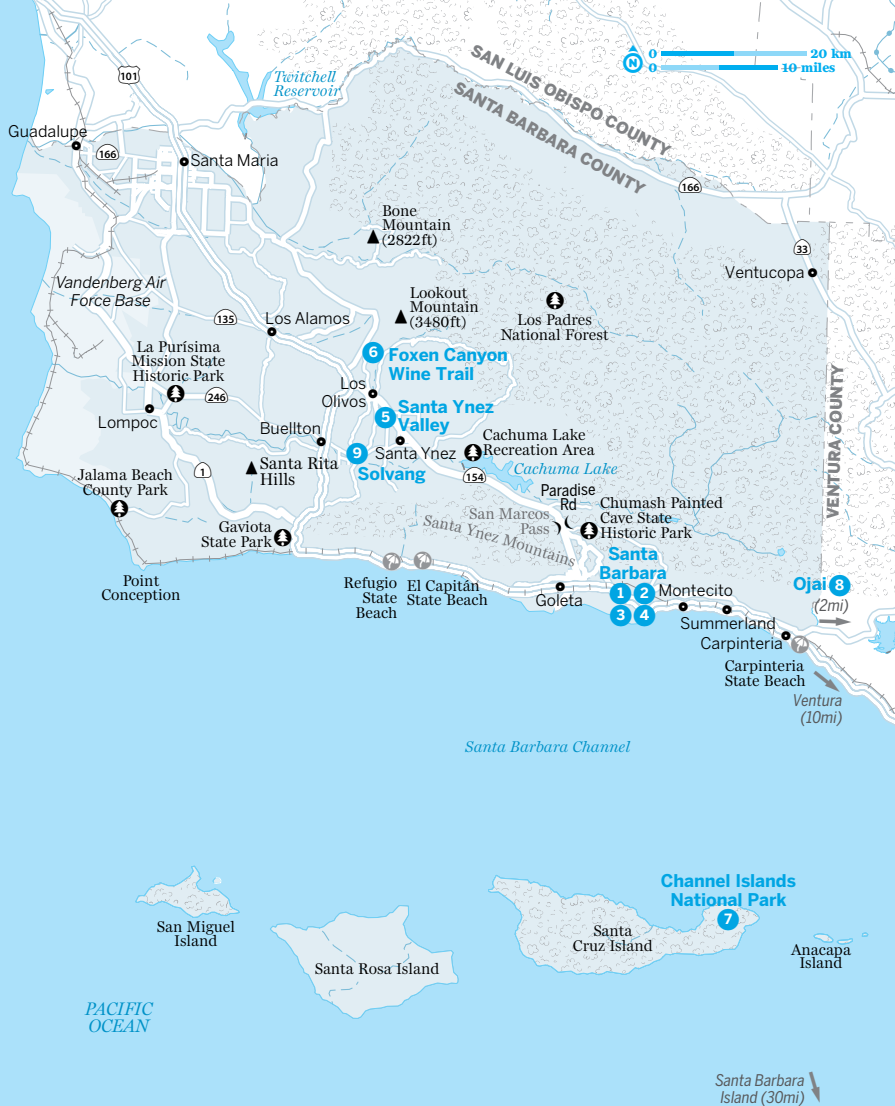 SAN LUIS OBISPO COUNTY
SANTA BARBARA COUNTY
N
0
20 km
0
10 miles
101
Twitchell
Reservoir
Guadalupe
166
Santa Maria
166
Bone
Mountain
(2822ft)
33
Ventucopa
Vandenberg Air
Force Base
Lookout
Mountain
(3480ft)
Los Padres
National Forest
135
Los Alamos
La Purísima
Mission State
Historic Park
6
Foxen Canyon
Wine Trail
VENTURA COUNTY
246
Los
Olivos
5
Santa Ynez
Valley
Lompoc
Buellton
9
Santa Ynez
Solvang
Cachuma Lake
Recreation Area
Cachuma Lake
1
Santa Rita
Hills
154
Jalama Beach
County Park
Paradise
Rd
Chumash Painted
Cave State
Historic Park
San Marcos
Pass
Santa Ynez Mountains
Gaviota
State Park
Santa
Barbara
Point
Conception
Refugio
State
Beach
El Capitán
State Beach
Goleta
1
2
3
4
Montecito
Ojai
8
(2mi)
Summerland
Carpinteria
Carpinteria
State Beach
Ventura
(10mi)
Santa Barbara Channel
Channel Islands
National Park
7
San Miguel
Island
Santa
Cruz Island
Anacapa
Island
Santa Rosa Island
PACIFIC
OCEAN
Santa Barbara
Island (30mi)